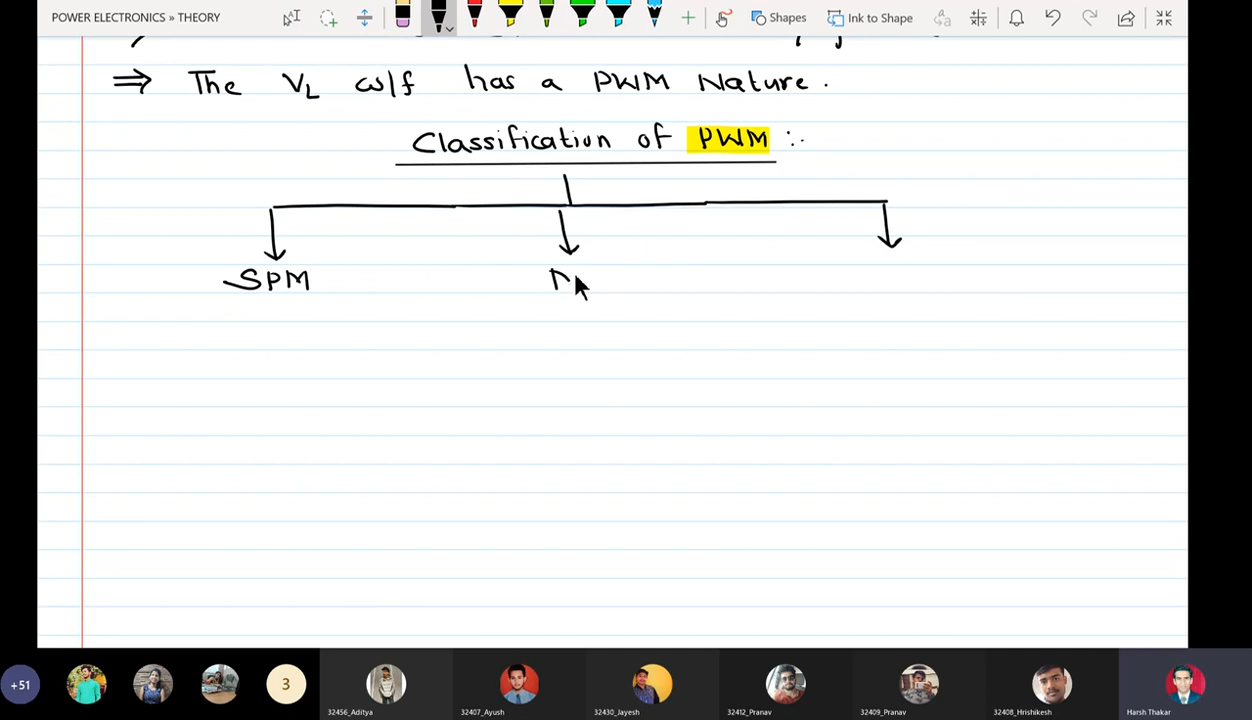 POWER ELECTRONICS » THEORY
Shapes
Ink to Shape
⇒ The VL w/f has a PWM Nature.
Classification of PWM :-
SPM
+51
3
32456_Aditya
32407_Ayush
32430_Jayesh
32412_Pranav
32409_Pranav
32408_Hrishikesh
Harsh Thakar